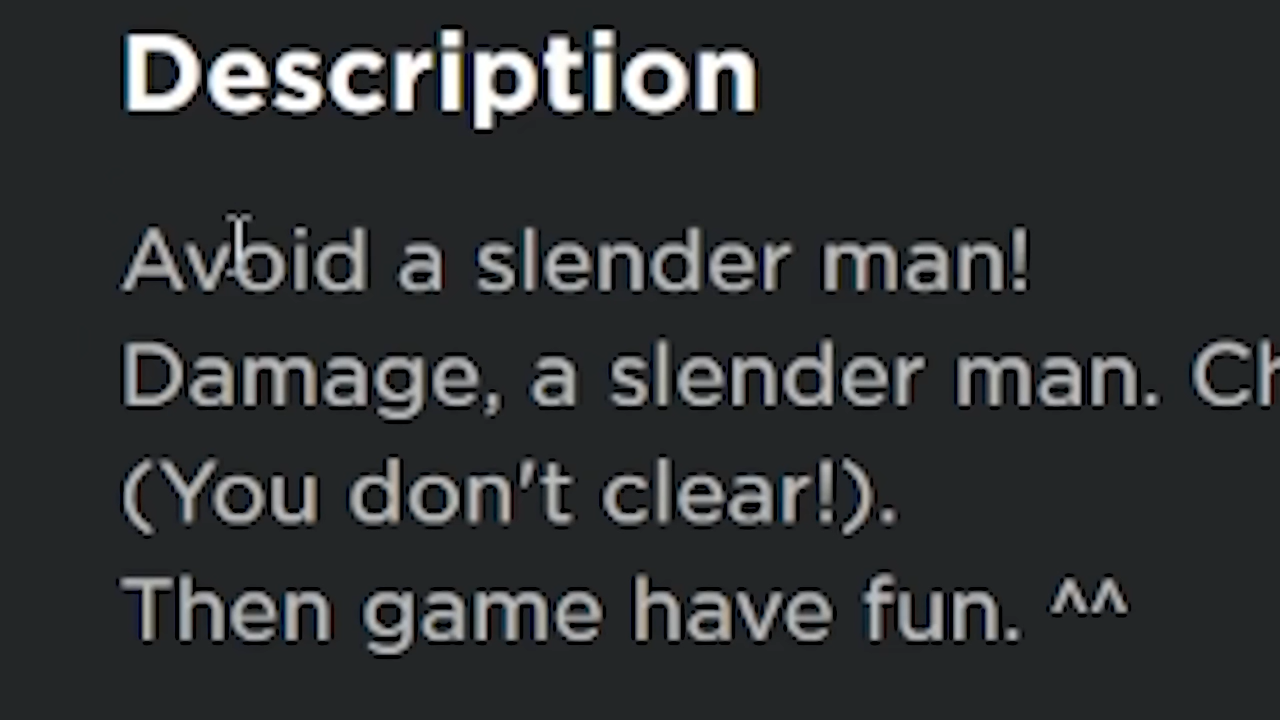 Description
Avoid a slender man!
Damage, a slender man.
(You don't clear!).
Then game have fun. ^^